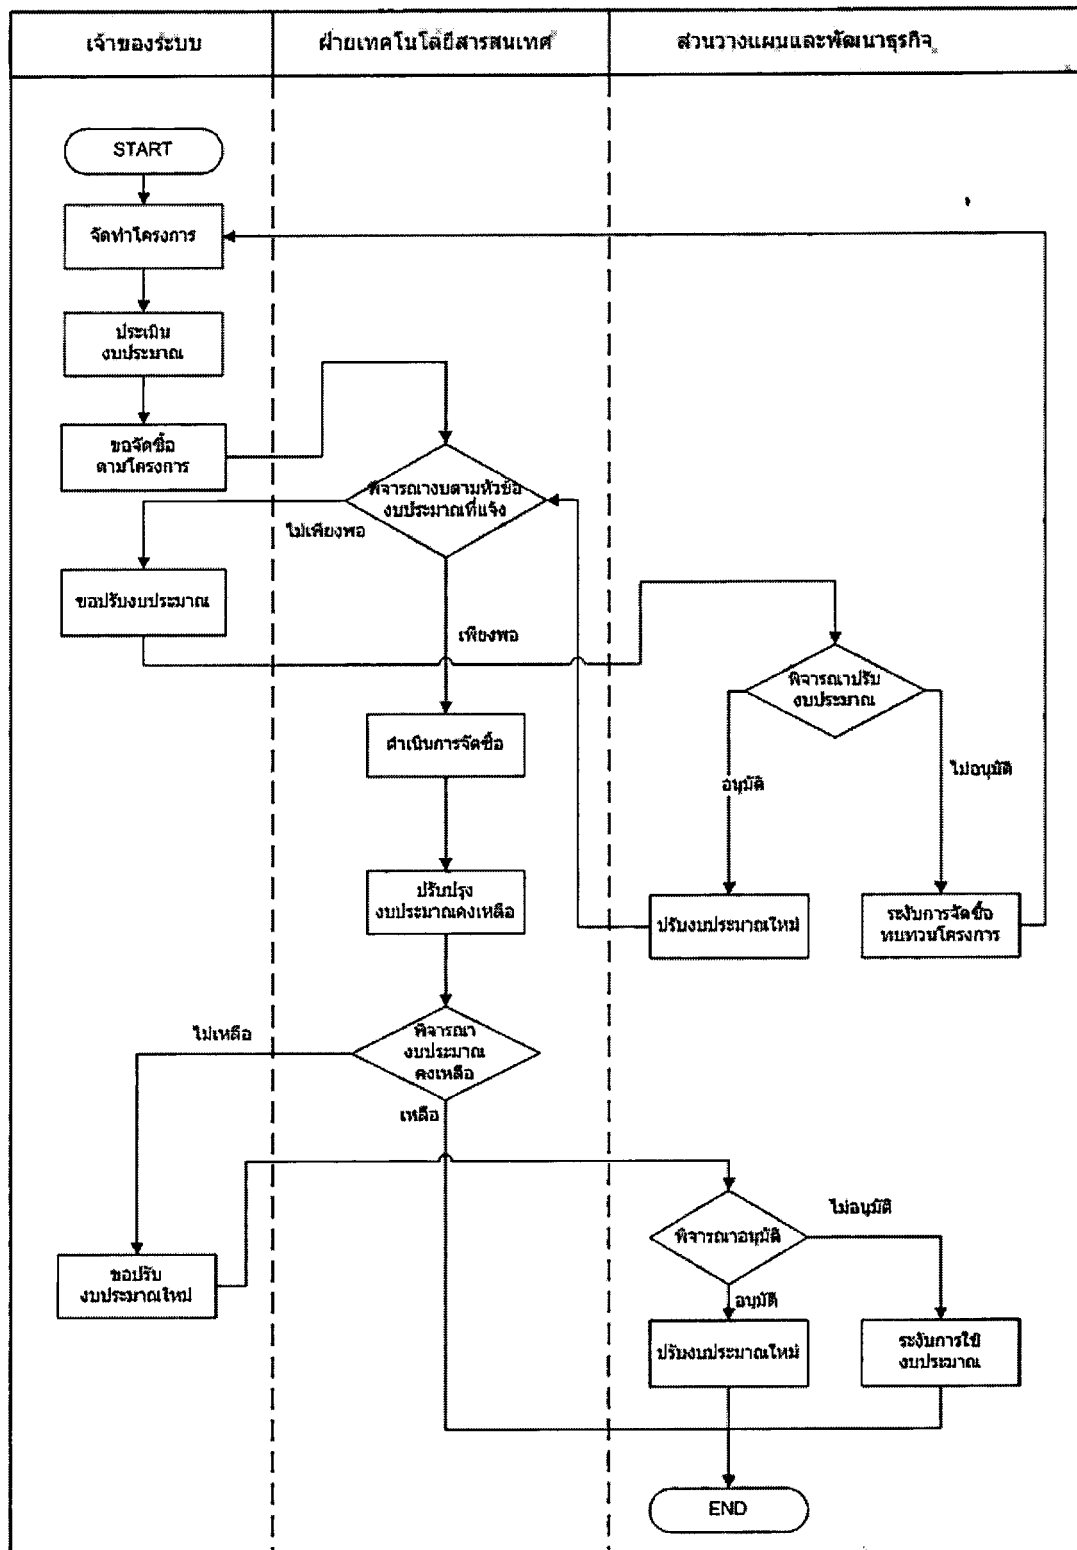 เจ้าของระบบ
ฝ่ายเทคโนโลยีสารสนเทศ
ส่วนวางแผนและพัฒนาธุรกิจ
START
จัดทำโครงการ
ประเมิน
งบประมาณ
ขอจัดซื้อ
ตามโครงการ
พิจารณางบตามหัวข้อ
งบประมาณที่แจ้ง
ไม่เพียงพอ
ขอปรับงบประมาณ
เพียงพอ
พิจารณาปรับ
งบประมาณ
ดำเนินการจัดซื้อ
อนุมัติ
ไม่อนุมัติ
ปรับปรุง
งบประมาณคงเหลือ
ปรับงบประมาณใหม่
ระงับการจัดซื้อ
ทบทวนโครงการ
ไม่เหลือ
พิจารณา
งบประมาณ
คงเหลือ
เหลือ
ไม่อนุมัติ
พิจารณาอนุมัติ
ขอปรับ
งบประมาณใหม่
อนุมัติ
ปรับงบประมาณใหม่
ระงับการใช้
งบประมาณ
END